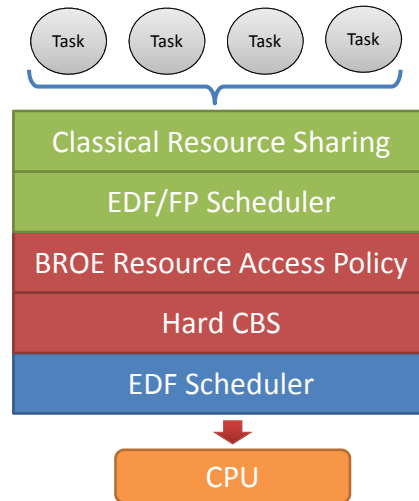 Task Task Task Task
Classical Resource Sharing
EDF/FP Scheduler
BROE Resource Access Policy
Hard CBS
EDF Scheduler
CPU